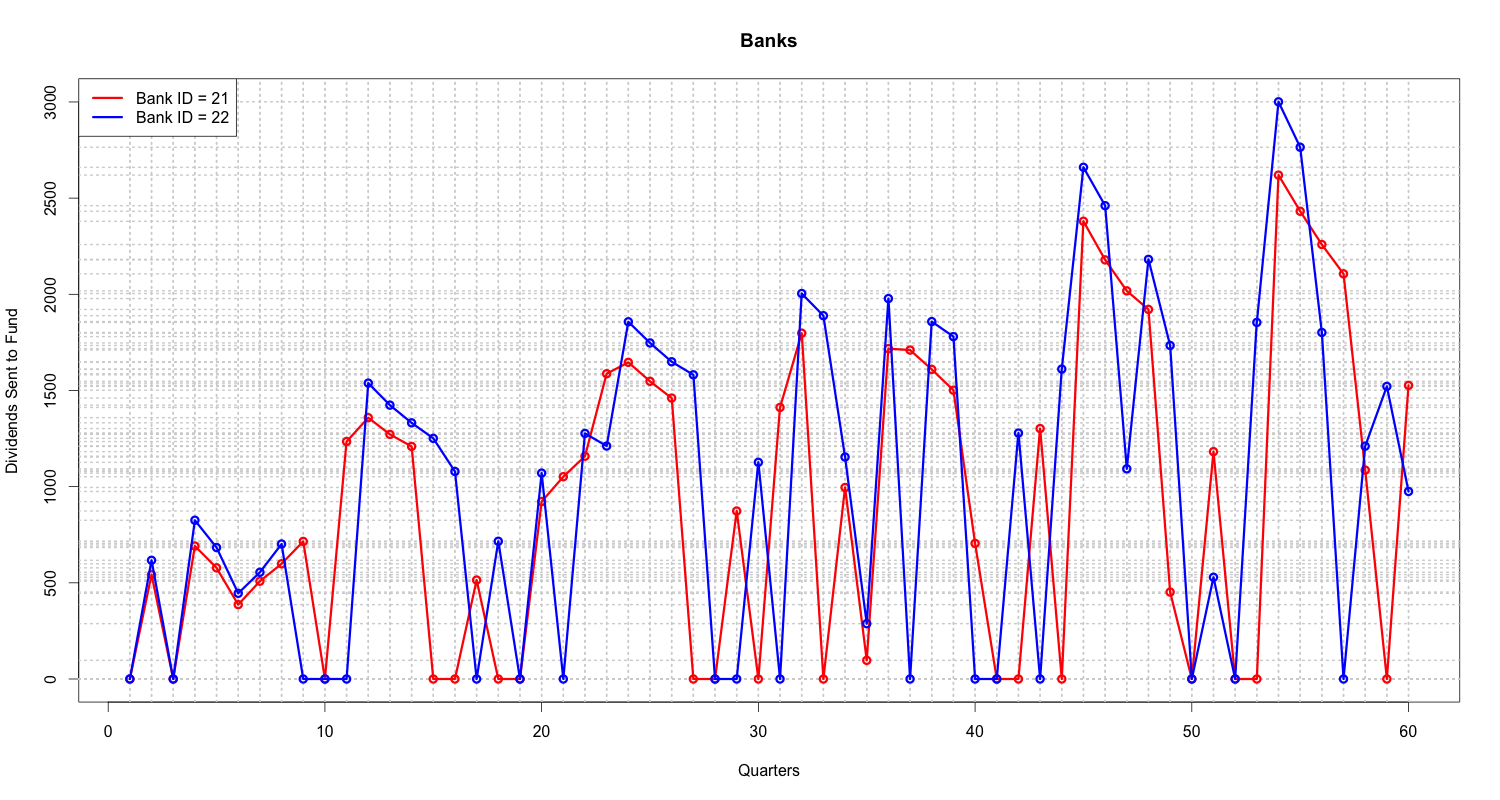 Banks
Bank ID = 21
Bank ID = 22
Dividends Sent to Fund
3000
2500
2000
1500
1000
500
0
0 10 20 30 40 50 60
Quarters